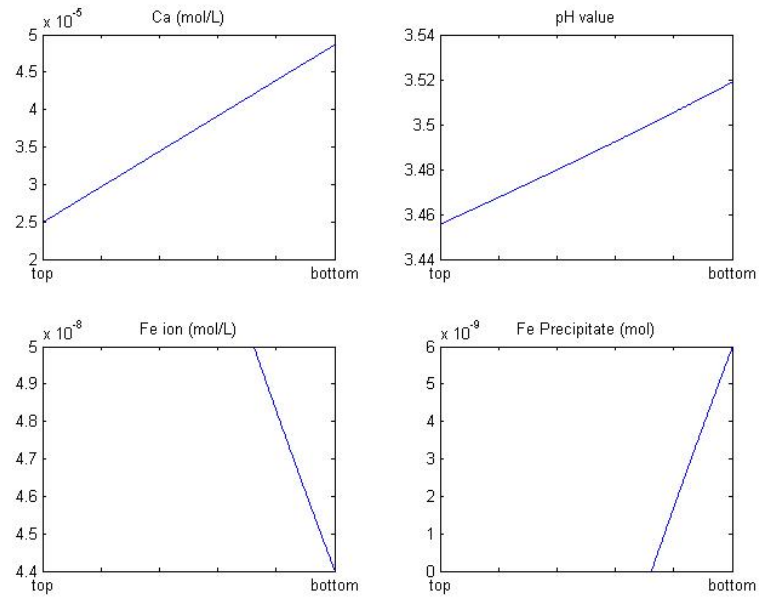 Ca (mol/L)
x 10-5
5
4.5
4
3.5
3
2.5
2
top
bottom
pH value
3.54
3.52
3.5
3.48
3.46
3.44
top
bottom
Fe ion (mol/L)
x 10-8
5
4.9
4.8
4.7
4.6
4.5
4.4
top
bottom
Fe Precipitate (mol)
x 10-9
6
5
4
3
2
1
0
top
bottom